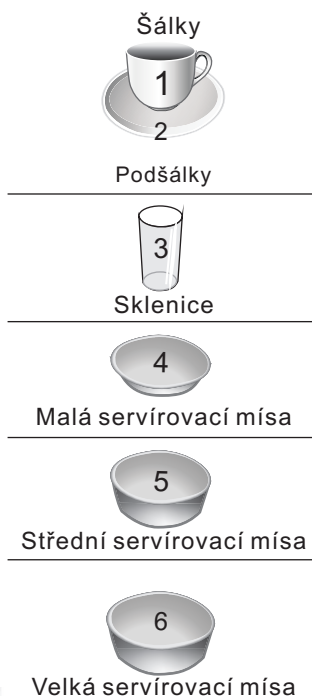 Šálky
1
2
Podšálky
3
Sklenice
4
Malá servírovací mísa
5
Střední servírovací mísa
6
Velká servírovací mísa